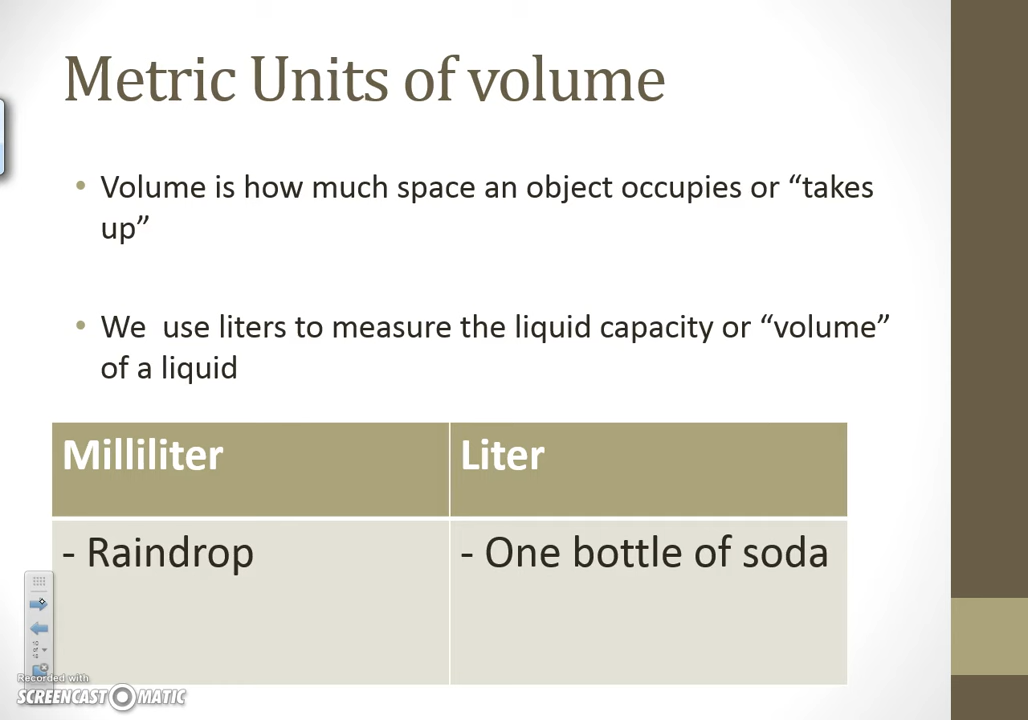 Metric Units of volume
• Volume is how much space an object occupies or “takes
up”
• We  use liters to measure the liquid capacity or “volume”
of a liquid
Milliliter
Liter
- Raindrop
- One bottle of soda
Recorded with
SCREENCAST MATIC